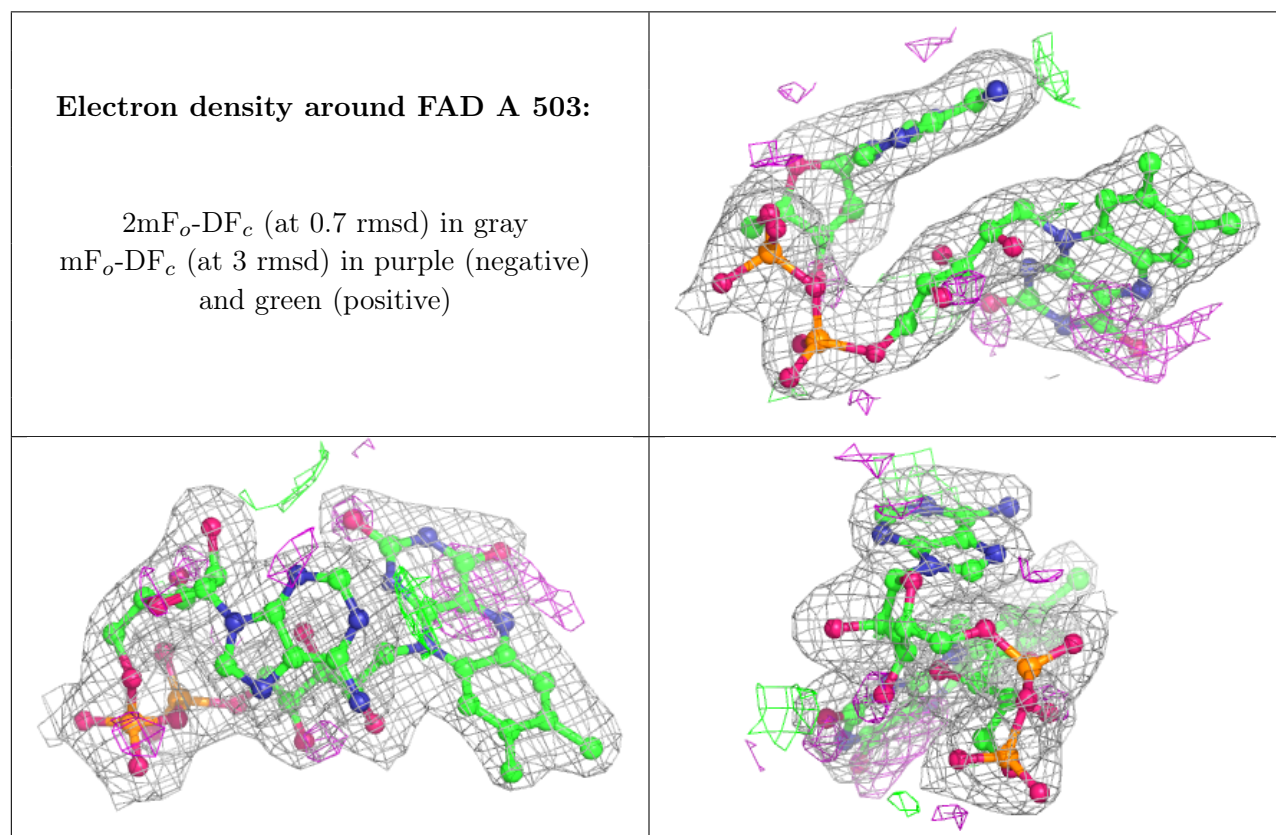 Electron density around FAD A 503:
2mFo-DFc (at 0.7 rmsd) in gray
mFo-DFc (at 3 rmsd) in purple (negative)
and green (positive)